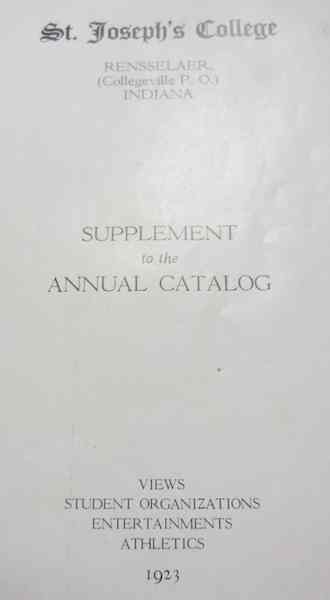 St. Joseph's College
RENSSELAER,
(Collegeville P. O.)
INDIANA
SUPPLEMENT
to the
ANNUAL CATALOG
VIEWS
STUDENT ORGANIZATIONS
ENTERTAINMENTS
ATHLETICS
1923